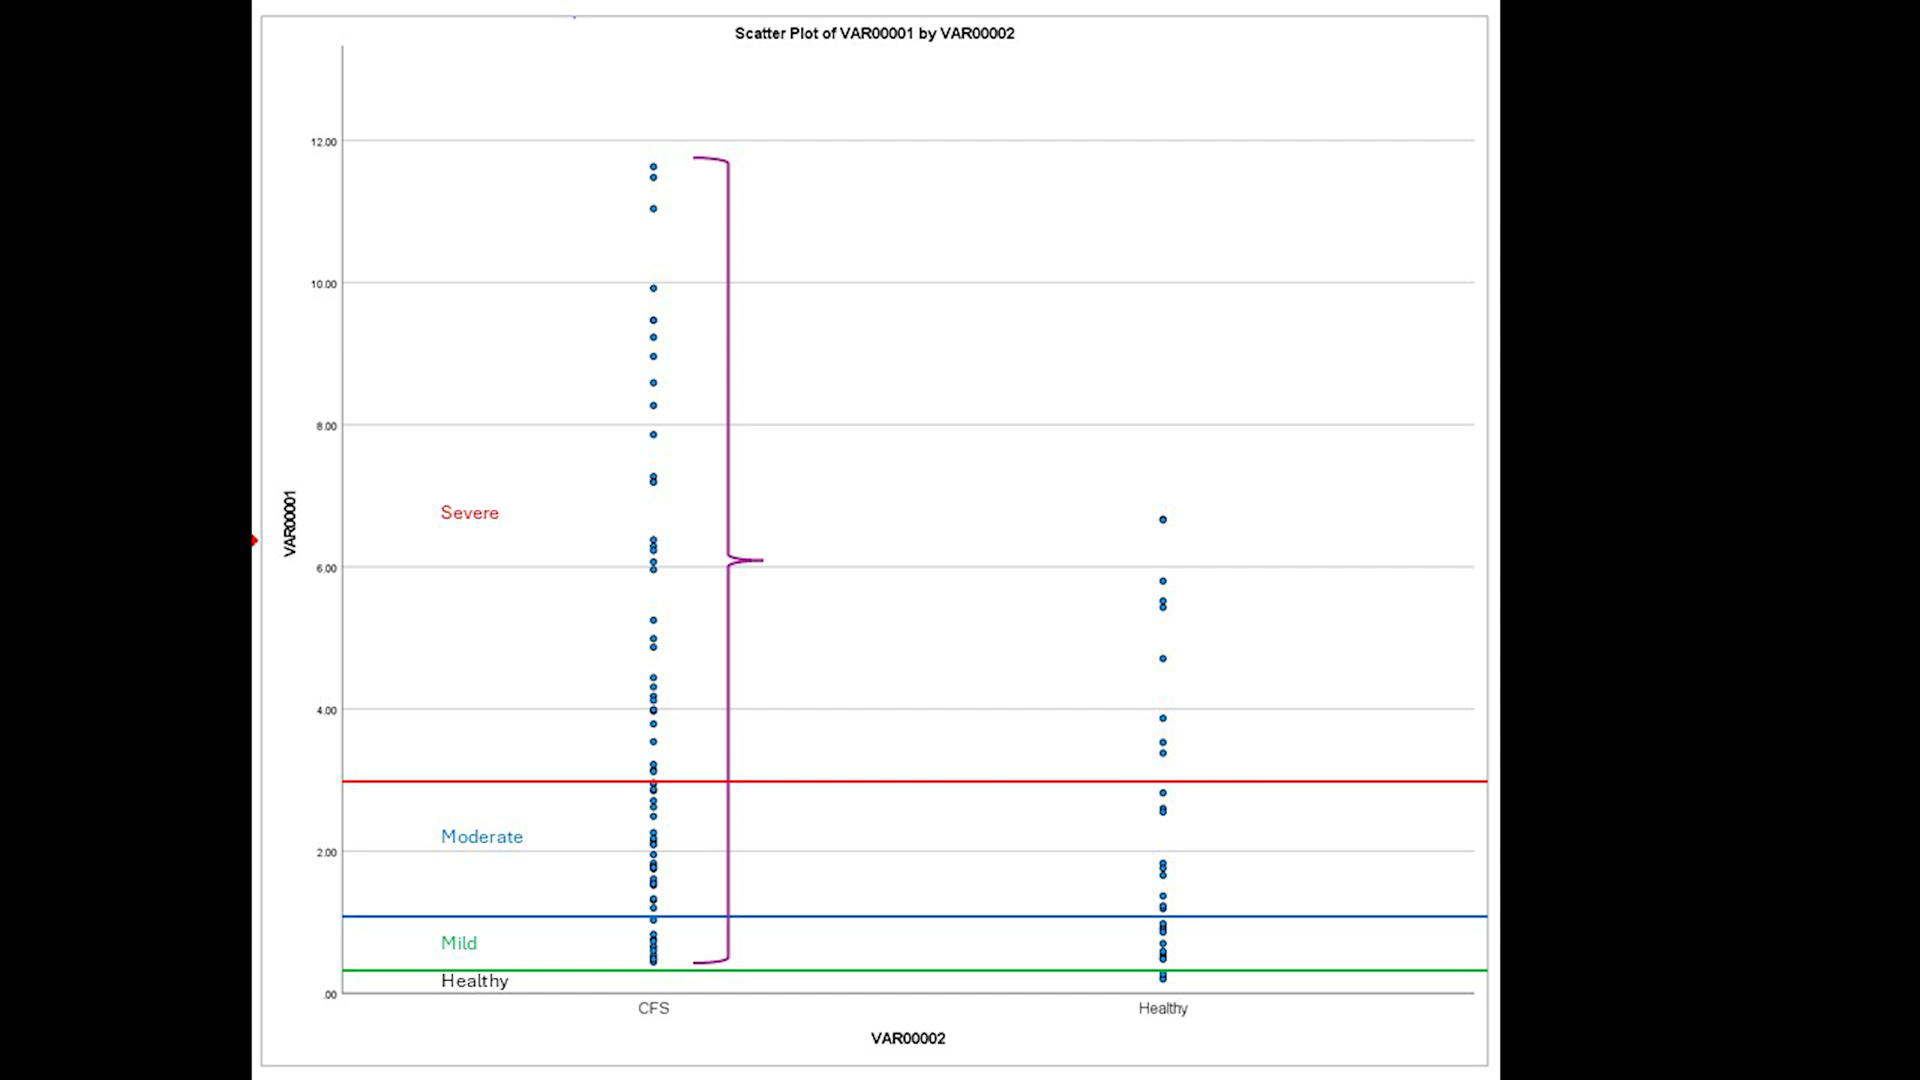 Scatter Plot of VAR00001 by VAR00002
12.00
10.00
8.00
6.00
4.00
2.00
.00
VAR00001
Severe
Moderate
Mild
Healthy
CFS
Healthy
VAR00002